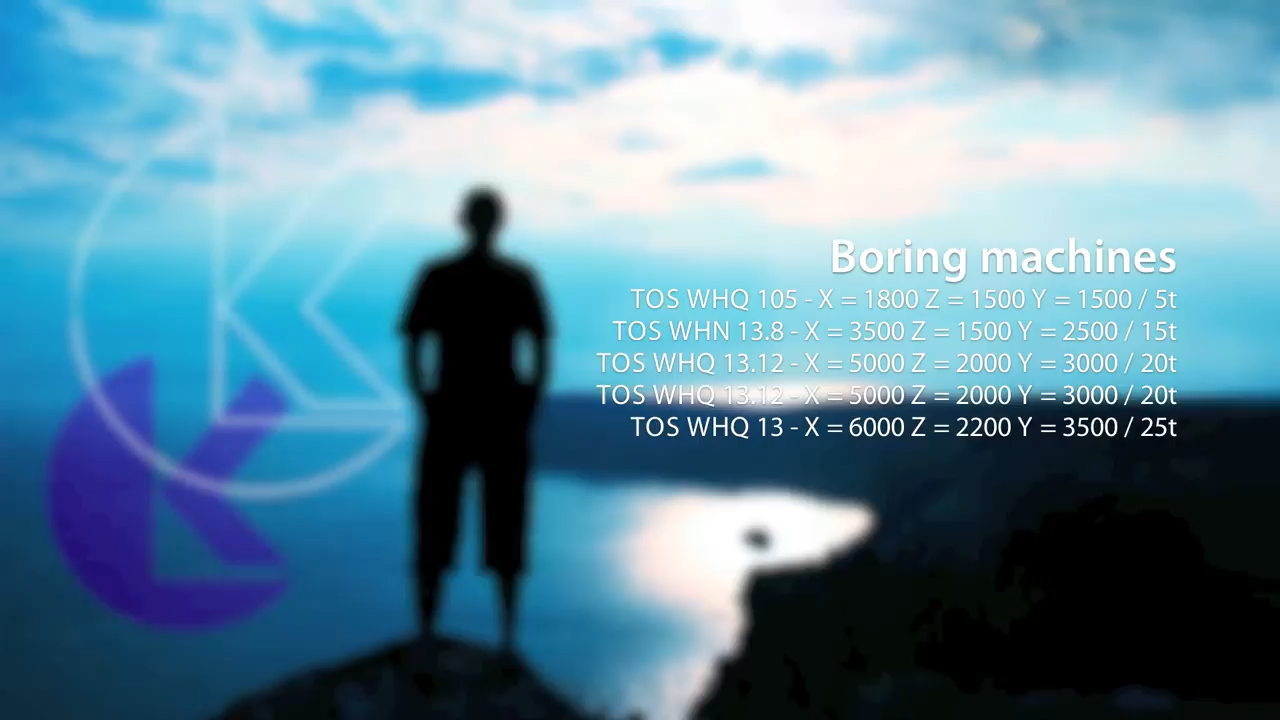 Boring machines
TOS WHQ 105 - X = 1800 Z = 1500 Y = 1500 / 5t
TOS WHN 13.8 - X = 3500 Z = 1500 Y = 2500 / 15t
TOS WHQ 13.12 - X = 5000 Z = 2000 Y = 3000 / 20t
TOS WHQ 13.12 - X = 5000 Z = 2000 Y = 3000 / 20t
TOS WHQ 13 - X = 6000 Z = 2200 Y = 3500 / 25t